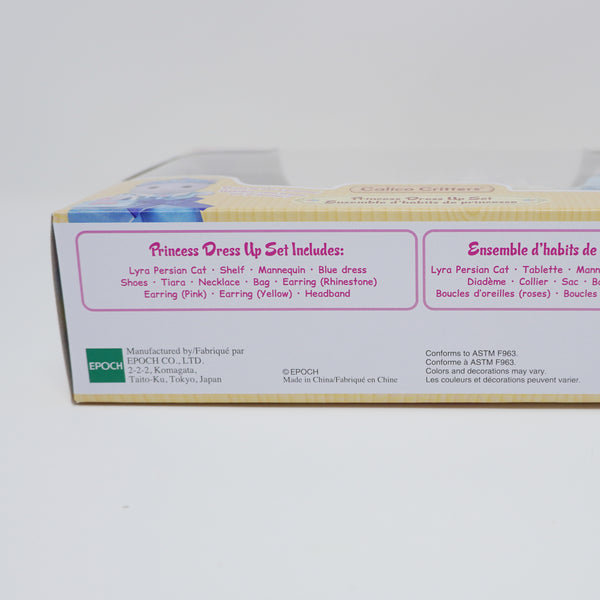 Calico Critters
Princess Dress Up Set
Ensemble d'habits de princesse
Princess Dress Up Set Includes:
Lyra Persian Cat · Shelf · Mannequin · Blue dress
Shoes · Tiara · Necklace · Bag · Earring (Rhinestone)
Earring (Pink) · Earring (Yellow) · Headband
Ensemble d'habits de
Lyra Persian Cat · Tablette · Mann
Diadème · Collier · Sac · Bo
Boucles d'oreilles (roses) · Boucles
EPOCH
Manufactured by/Fabriqué par
EPOCH CO., LTD.
2-2-2, Komagata,
Taito-Ku, Tokyo, Japan
©EPOCH
Made in China/Fabriqué en Chine
Conforms to ASTM F963.
Conforme à ASTM F963.
Colors and decorations may vary.
Les couleurs et décorations peuvent varier.